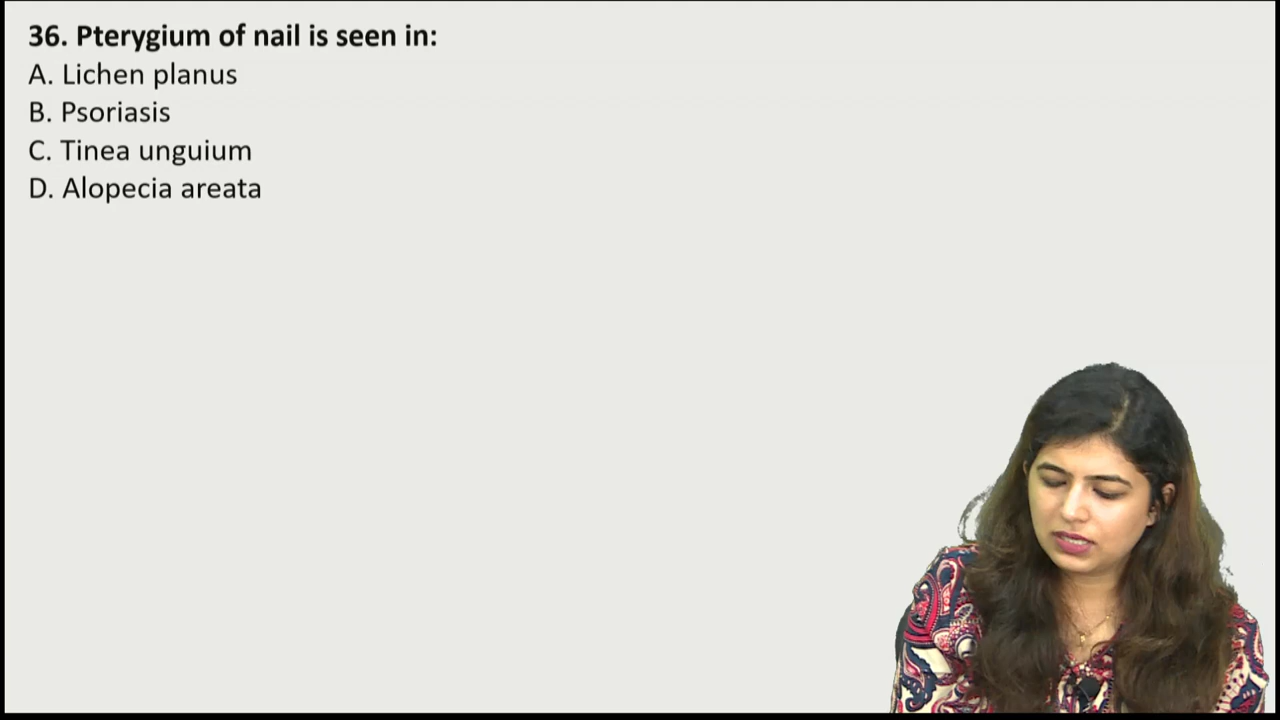 36. Pterygium of nail is seen in:
A. Lichen planus
B. Psoriasis
C. Tinea unguium
D. Alopecia areata